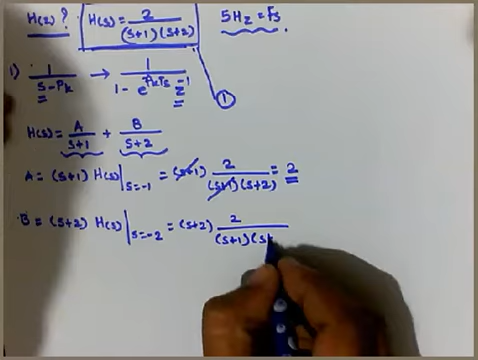 H(z) ? H(s) = 2 / (s+1)(s+2) 5Hz = Fs.
1) 1 / s - Pk → 1 / 1 - e^PkTs z^-1 ①
H(s) = A / s+1 + B / s+2
A = (s+1) H(s) |s=-1 = (s+1) 2 / (s+1)(s+2) = 2
B = (s+2) H(s) |s=-2 = (s+2) 2 / (s+1)(s+